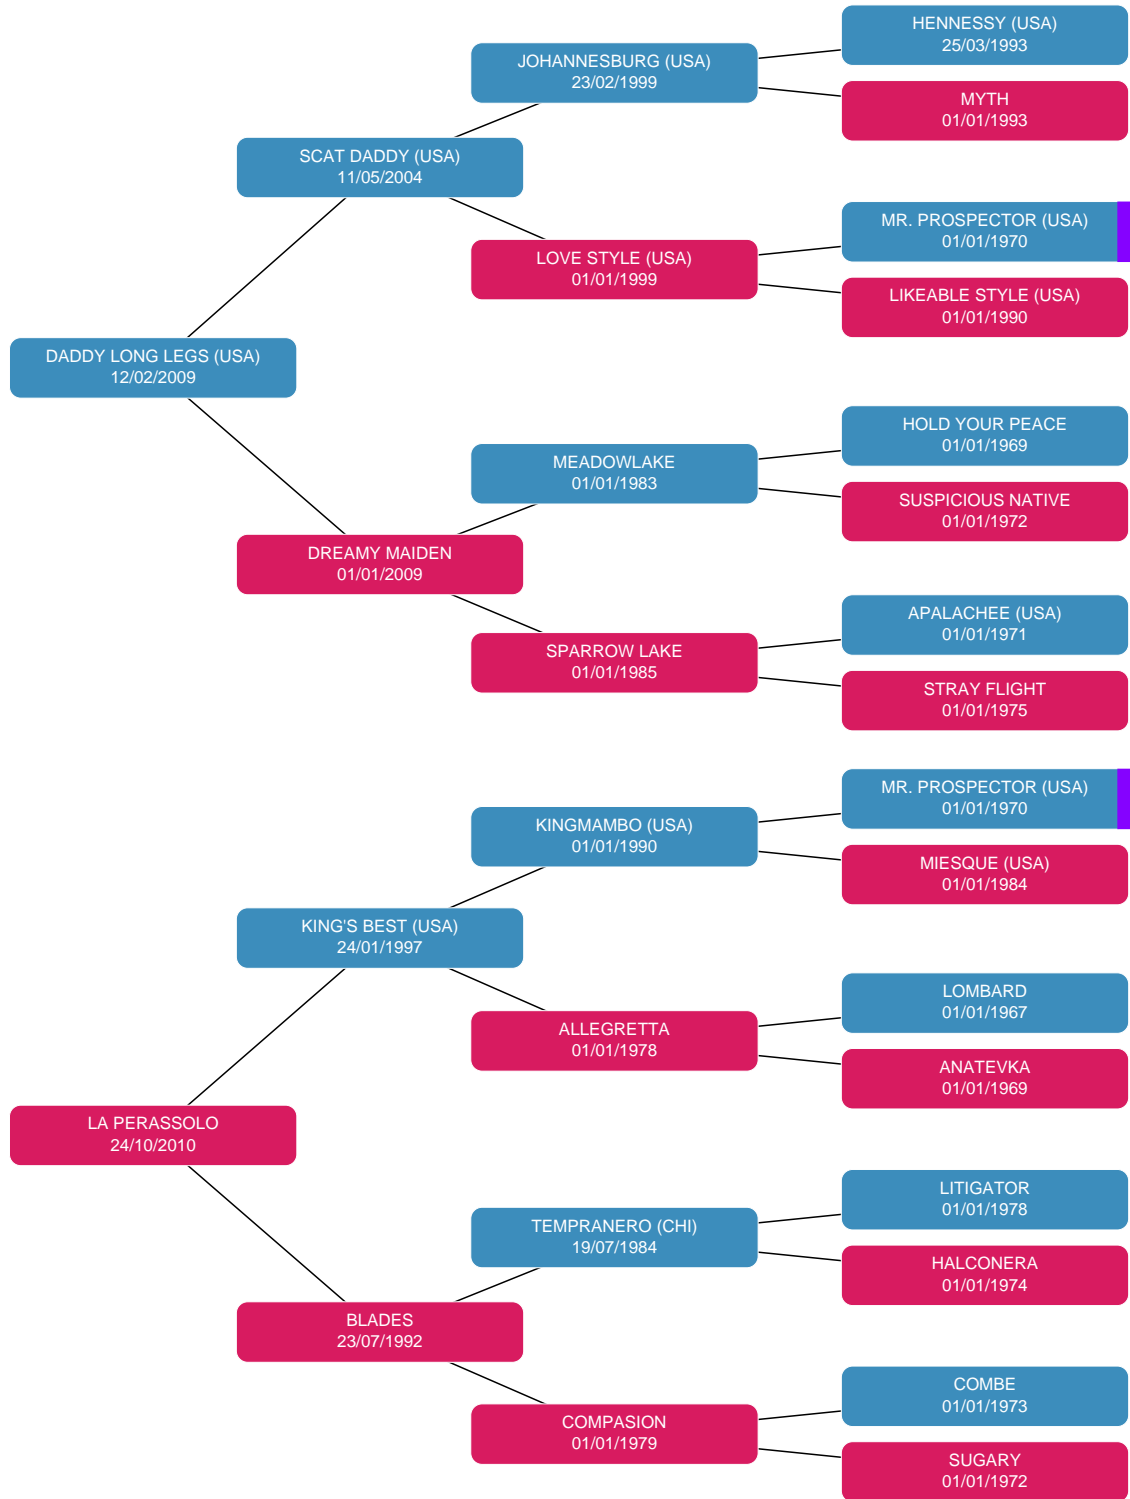 HENNESSY (USA)
25/03/1993
JOHANNESBURG (USA)
23/02/1999
MYTH
01/01/1993
SCAT DADDY (USA)
11/05/2004
MR. PROSPECTOR (USA)
01/01/1970
LOVE STYLE (USA)
01/01/1999
LIKEABLE STYLE (USA)
01/01/1990
DADDY LONG LEGS (USA)
12/02/2009
HOLD YOUR PEACE
01/01/1969
MEADOWLAKE
01/01/1983
SUSPICIOUS NATIVE
01/01/1972
DREAMY MAIDEN
01/01/2009
APALACHEE (USA)
01/01/1971
SPARROW LAKE
01/01/1985
STRAY FLIGHT
01/01/1975
MR. PROSPECTOR (USA)
01/01/1970
KINGMAMBO (USA)
01/01/1990
MIESQUE (USA)
01/01/1984
KING'S BEST (USA)
24/01/1997
LOMBARD
01/01/1967
ALLEGRETTA
01/01/1978
ANATEVKA
01/01/1969
LA PERASSOLO
24/10/2010
LITIGATOR
01/01/1978
TEMPRANERO (CHI)
19/07/1984
HALCONERA
01/01/1974
BLADES
23/07/1992
COMBE
01/01/1973
COMPASION
01/01/1979
SUGARY
01/01/1972